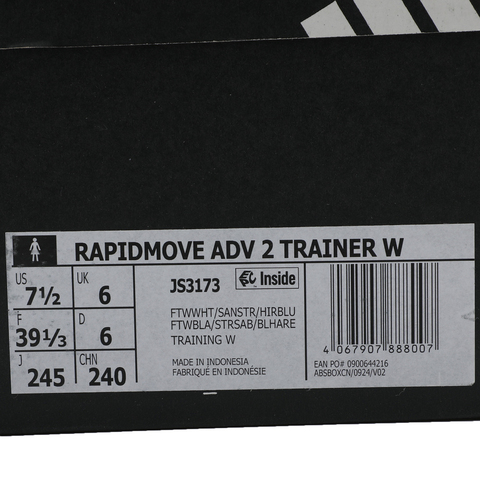 RAPIDMOVE ADV 2 TRAINER W
US 7½ UK 6
F 39⅓ D 6
J 245 CHN 240
JS3173 Inside
FTWWHT/SANSTR/HIRBLU
FTWBLA/STRSAB/BLHARE
TRAINING W
MADE IN INDONESIA
FABRIQUÉ EN INDONÉSIE
4 067907 888007
EAN PO# 0900644216
ABSBOXCN/0924/V02